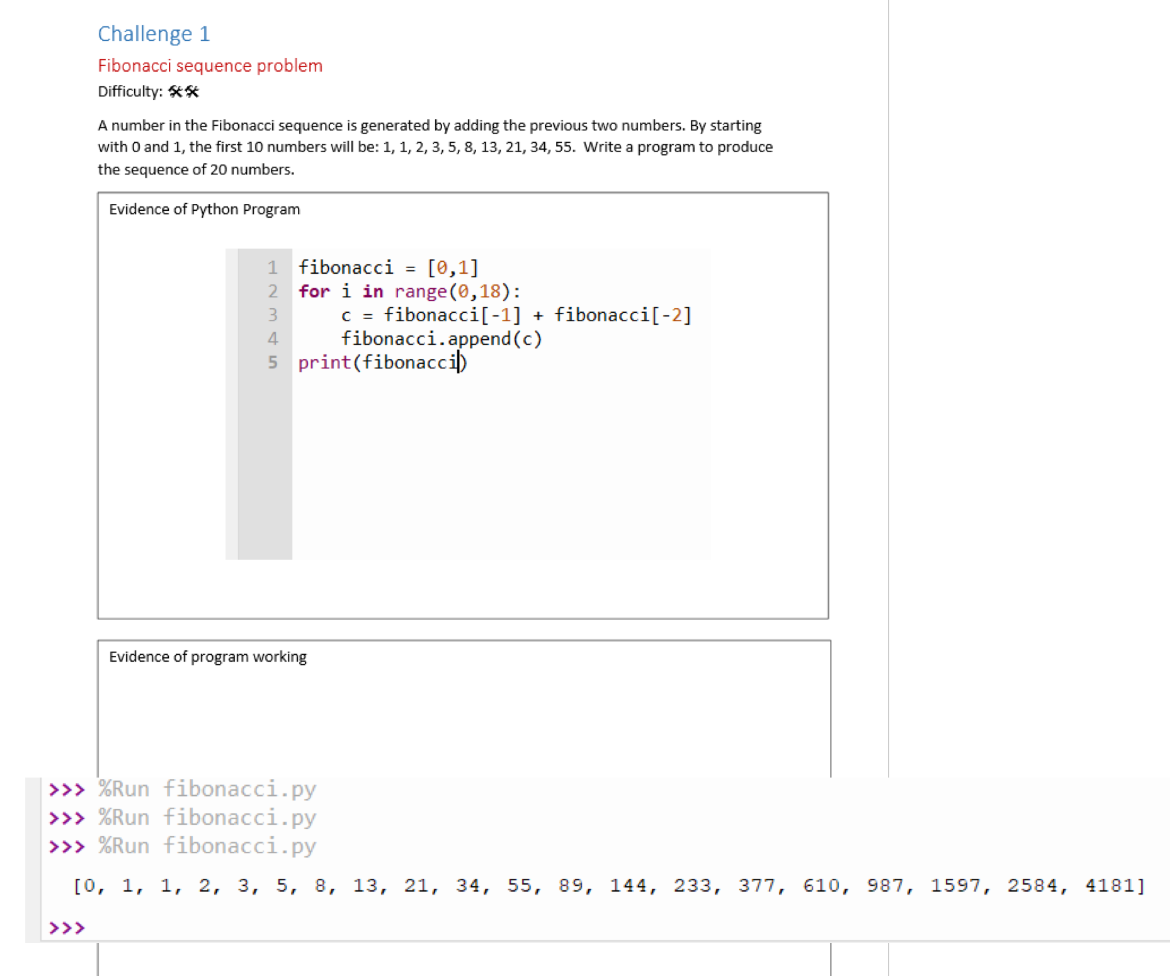 Challenge 1
Fibonacci sequence problem
Difficulty: 🛠🛠
A number in the Fibonacci sequence is generated by adding the previous two numbers. By starting
with 0 and 1, the first 10 numbers will be: 1, 1, 2, 3, 5, 8, 13, 21, 34, 55.  Write a program to produce
the sequence of 20 numbers.
Evidence of Python Program
1 fibonacci = [0,1]
2 for i in range(0,18):
3     c = fibonacci[-1] + fibonacci[-2]
4     fibonacci.append(c)
5 print(fibonacci)
Evidence of program working
>>> %Run fibonacci.py
>>> %Run fibonacci.py
>>> %Run fibonacci.py
[0, 1, 1, 2, 3, 5, 8, 13, 21, 34, 55, 89, 144, 233, 377, 610, 987, 1597, 2584, 4181]
>>>